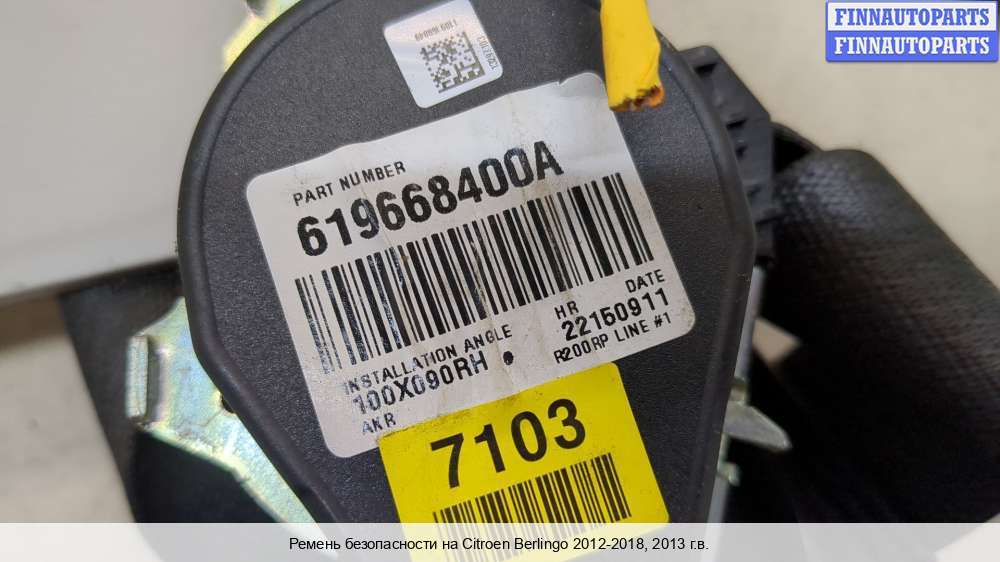 FINNAUTOPARTS
FINNAUTOPARTS
PART NUMBER
619668400A
INSTALLATION ANGLE
100X090RH
AKR
HR DATE
22150911
R200RP LINE #1
7103
Ремень безопасности на Citroen Berlingo 2012-2018, 2013 г.в.